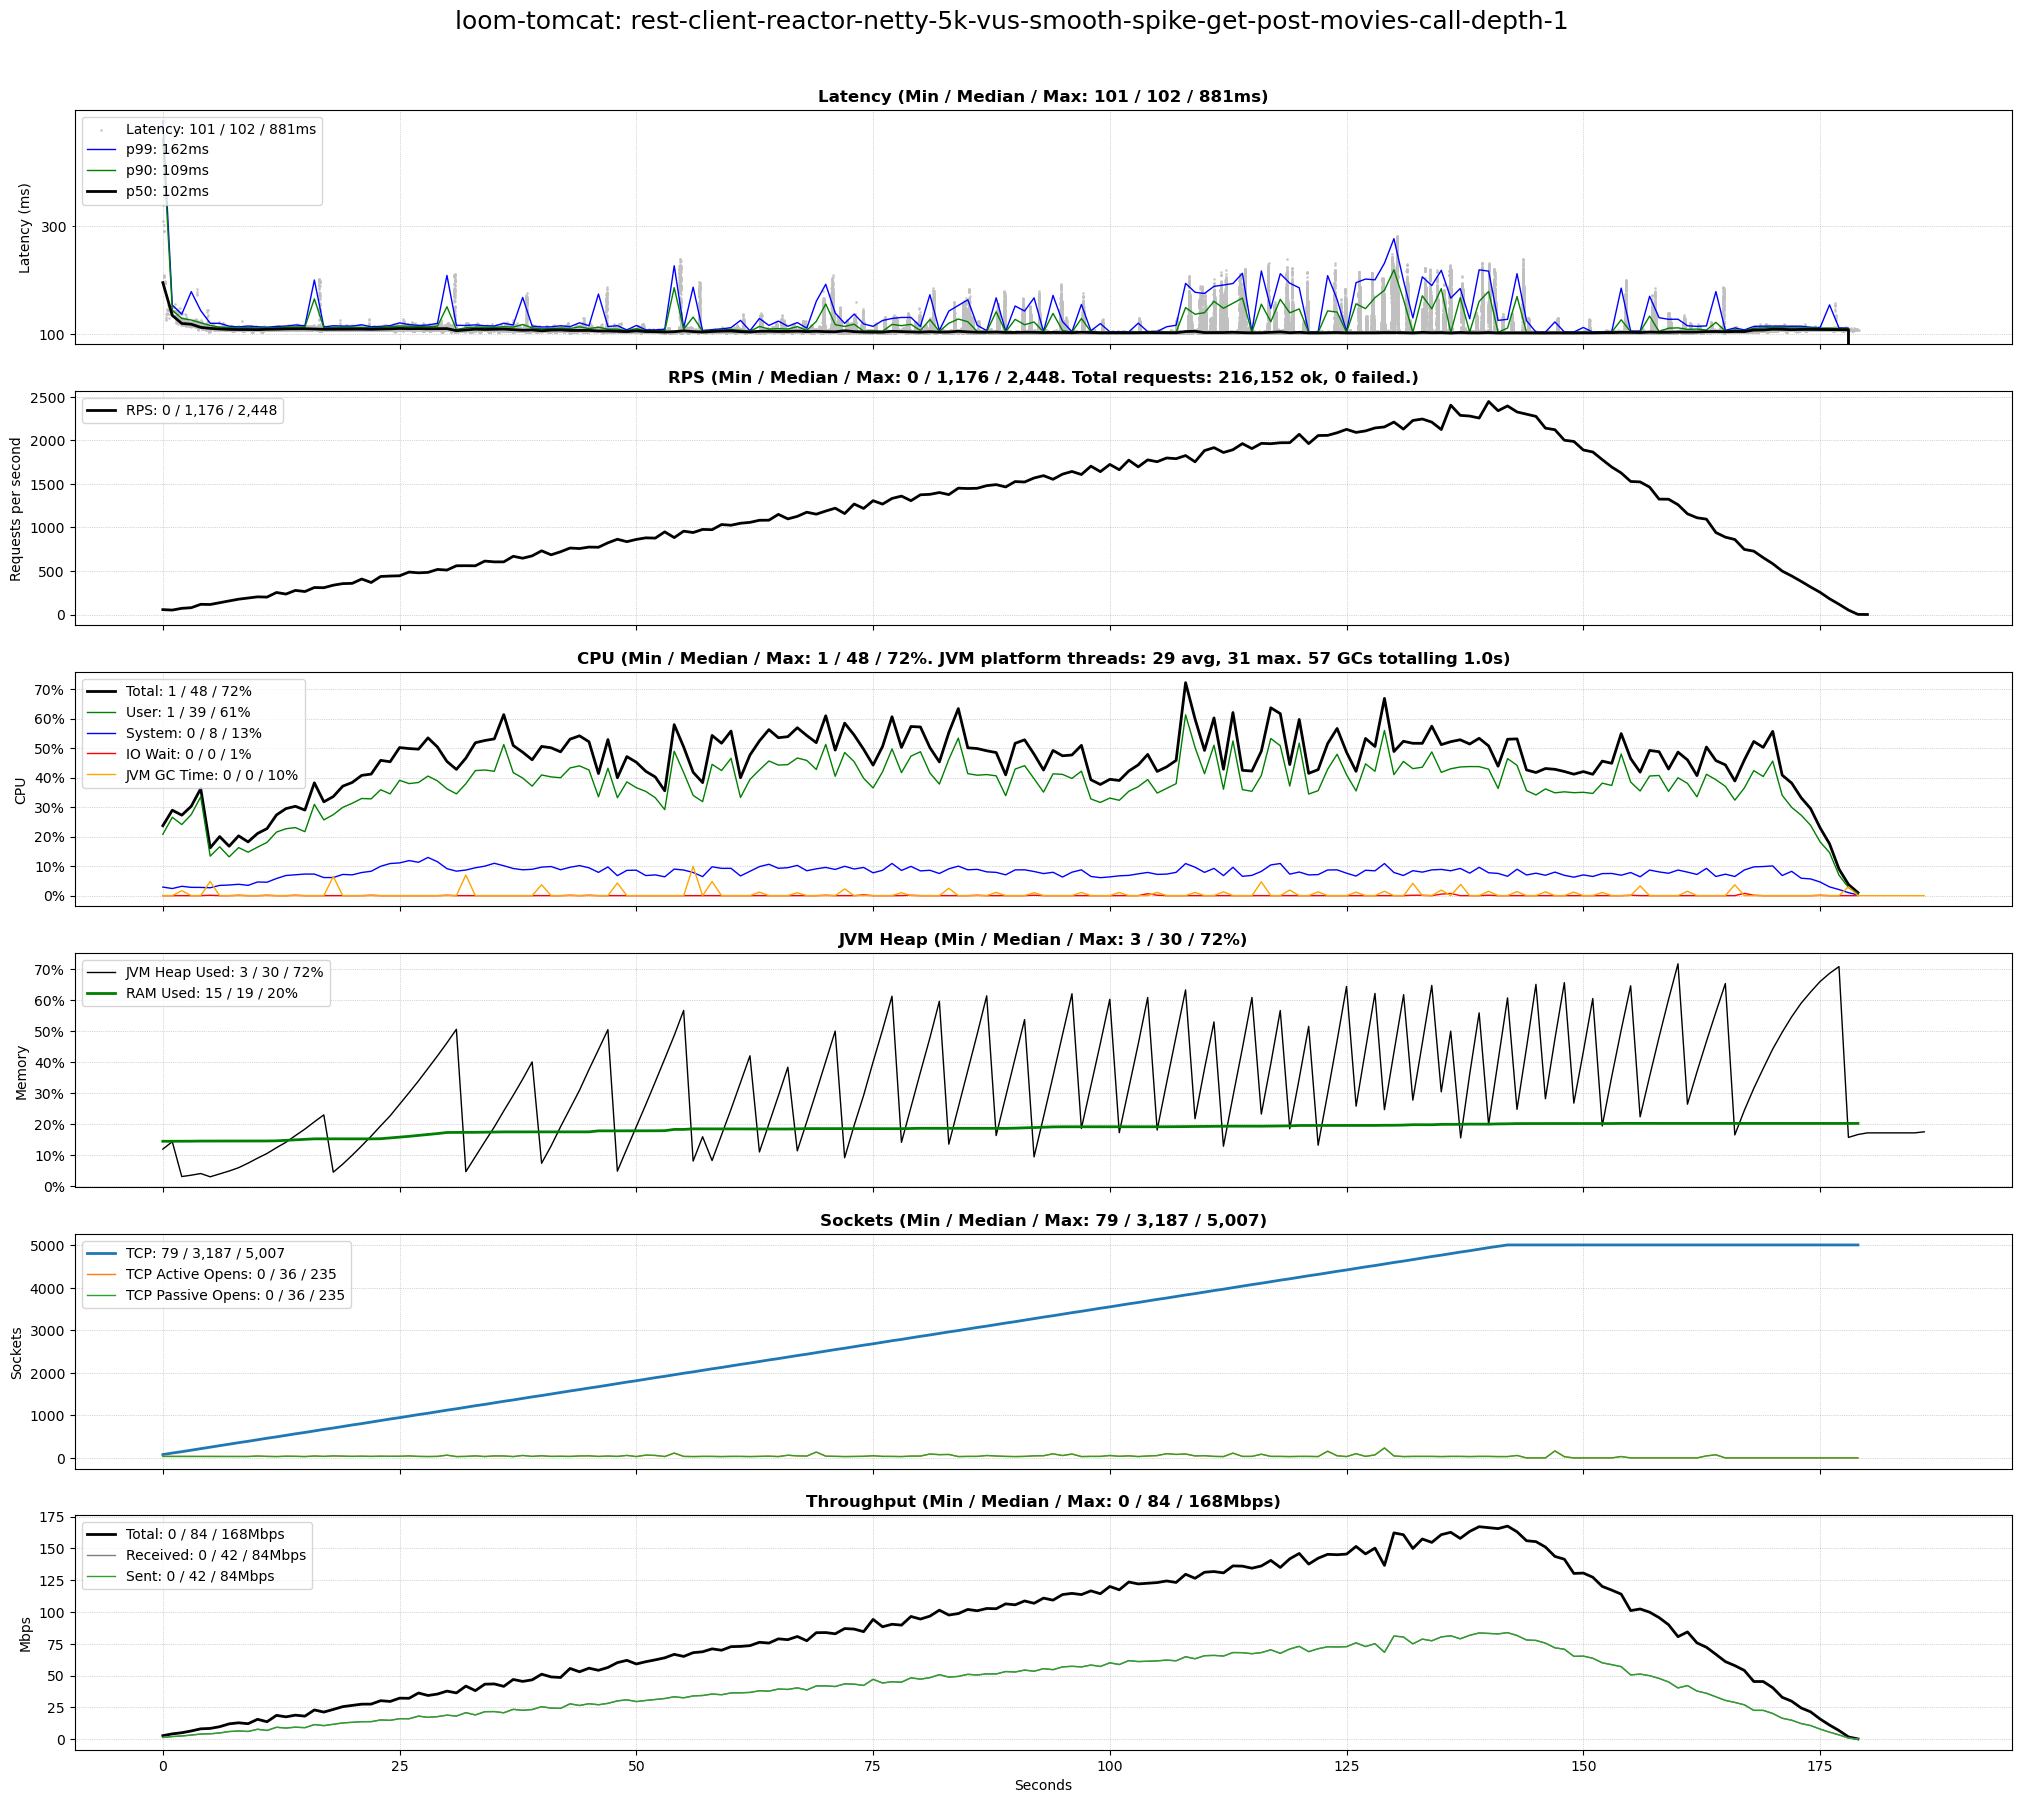 loom-tomcat: rest-client-reactor-netty-5k-vus-smooth-spike-get-post-movies-call-depth-1
Latency (Min / Median / Max: 101 / 102 / 881ms)
Latency: 101 / 102 / 881ms
p99: 162ms
p90: 109ms
p50: 102ms
Latency (ms)
300
100
RPS (Min / Median / Max: 0 / 1,176 / 2,448. Total requests: 216,152 ok, 0 failed.)
RPS: 0 / 1,176 / 2,448
Requests per second
2500
2000
1500
1000
500
0
CPU (Min / Median / Max: 1 / 48 / 72%. JVM platform threads: 29 avg, 31 max. 57 GCs totalling 1.0s)
Total: 1 / 48 / 72%
User: 1 / 39 / 61%
System: 0 / 8 / 13%
IO Wait: 0 / 0 / 1%
JVM GC Time: 0 / 0 / 10%
CPU
70%
60%
50%
40%
30%
20%
10%
0%
JVM Heap (Min / Median / Max: 3 / 30 / 72%)
JVM Heap Used: 3 / 30 / 72%
RAM Used: 15 / 19 / 20%
Memory
70%
60%
50%
40%
30%
20%
10%
0%
Sockets (Min / Median / Max: 79 / 3,187 / 5,007)
TCP: 79 / 3,187 / 5,007
TCP Active Opens: 0 / 36 / 235
TCP Passive Opens: 0 / 36 / 235
Sockets
5000
4000
3000
2000
1000
0
Throughput (Min / Median / Max: 0 / 84 / 168Mbps)
Total: 0 / 84 / 168Mbps
Received: 0 / 42 / 84Mbps
Sent: 0 / 42 / 84Mbps
Mbps
175
150
125
100
75
50
25
0
0 25 50 75 100 125 150 175
Seconds